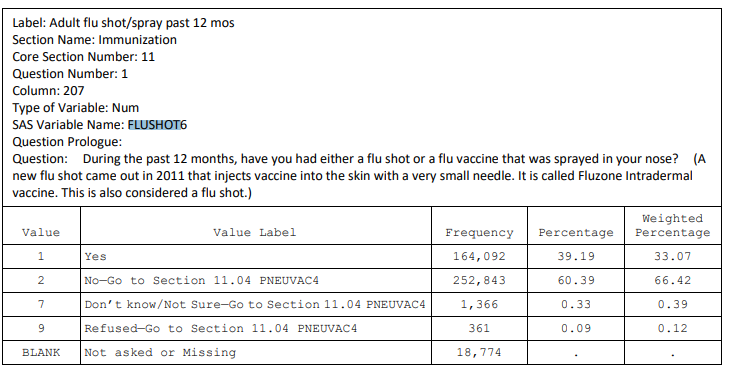 Label: Adult flu shot/spray past 12 mos
Section Name: Immunization
Core Section Number: 11
Question Number: 1
Column: 207
Type of Variable: Num
SAS Variable Name: FLUSHOT6
Question Prologue:
Question: During the past 12 months, have you had either a flu shot or a flu vaccine that was sprayed in your nose? (A
new flu shot came out in 2011 that injects vaccine into the skin with a very small needle. It is called Fluzone Intradermal
vaccine. This is also considered a flu shot.)
Value Value Label Frequency Percentage Weighted Percentage
1 Yes 164,092 39.19 33.07
2 No—Go to Section 11.04 PNEUVAC4 252,843 60.39 66.42
7 Don't know/Not Sure—Go to Section 11.04 PNEUVAC4 1,366 0.33 0.39
9 Refused—Go to Section 11.04 PNEUVAC4 361 0.09 0.12
BLANK Not asked or Missing 18,774 . .